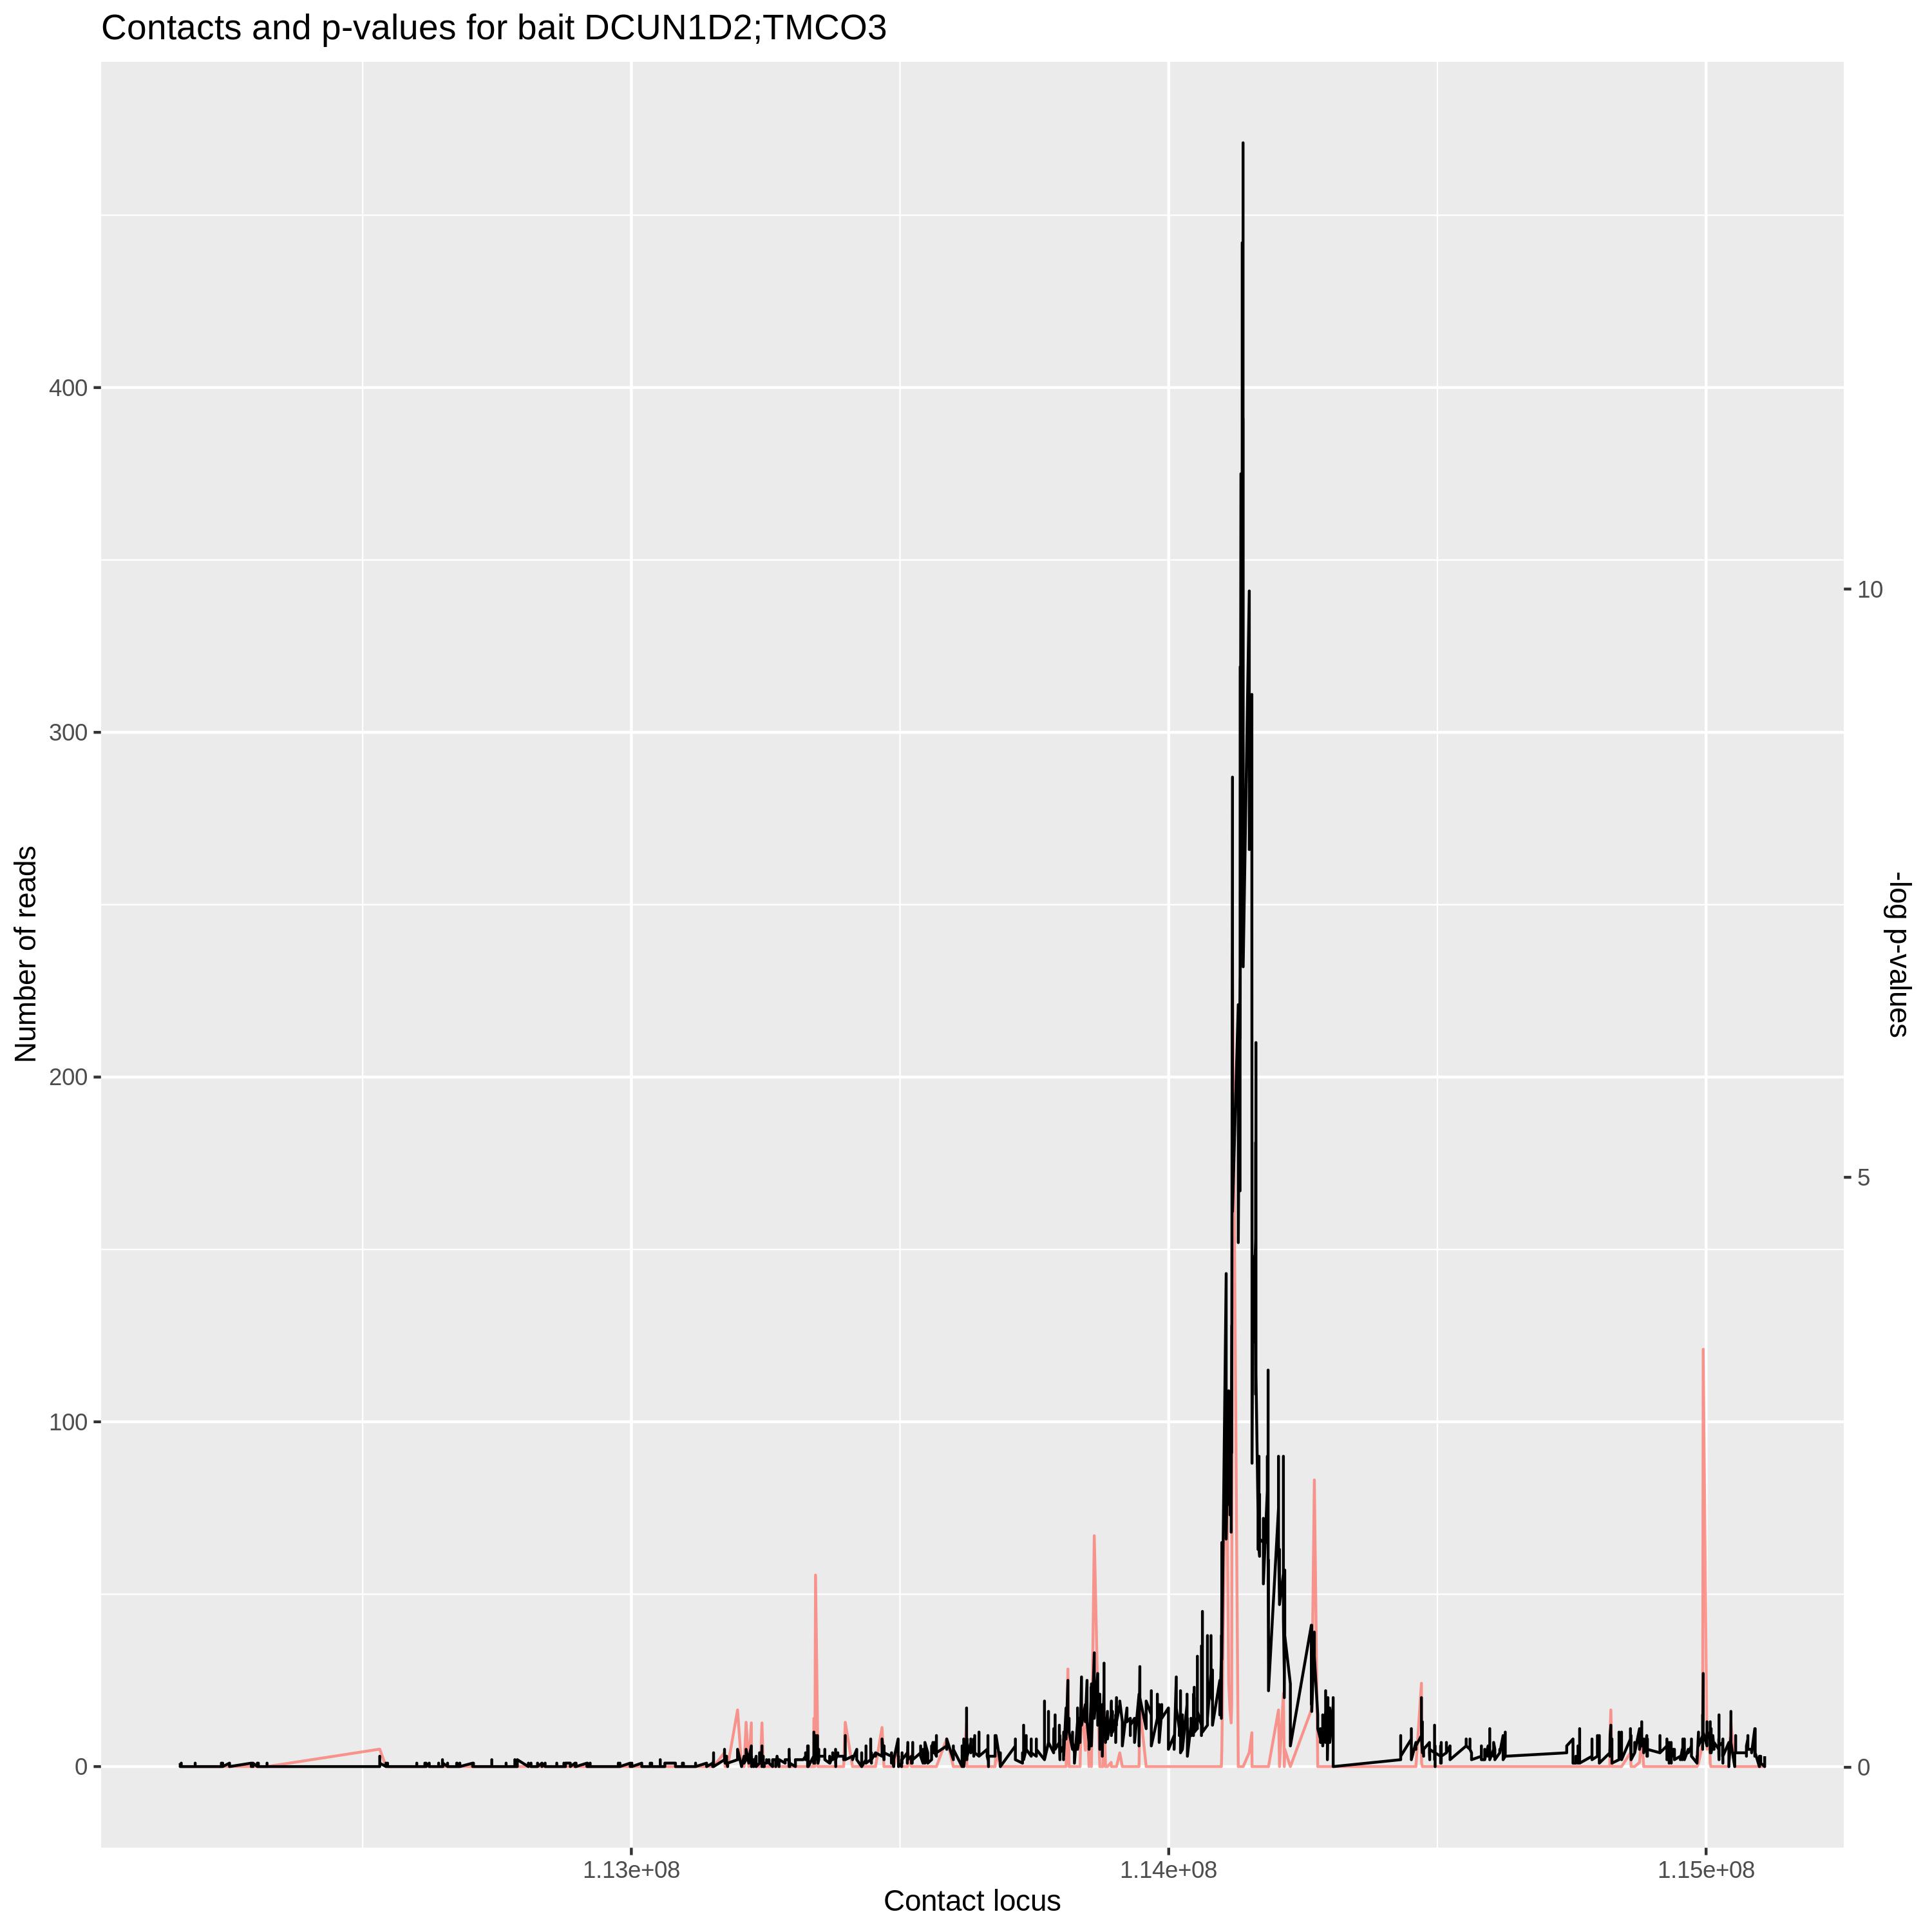 Contacts and p-values for bait DCUN1D2;TMCO3
400
300
200
100
0
Number of reads
10
5
0
-log p-values
1.13e+08
1.14e+08
1.15e+08
Contact locus